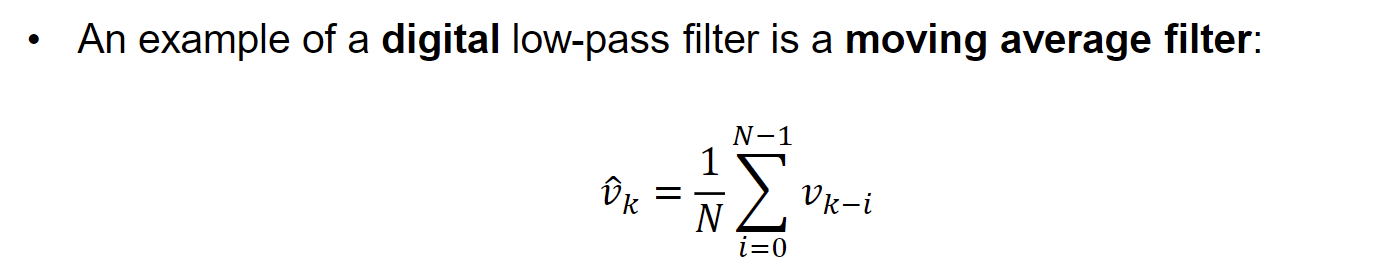 • An example of a digital low-pass filter is a moving average filter:
v̂ₖ = 1/N ∑_{i=0}^{N−1} v_{k−i}